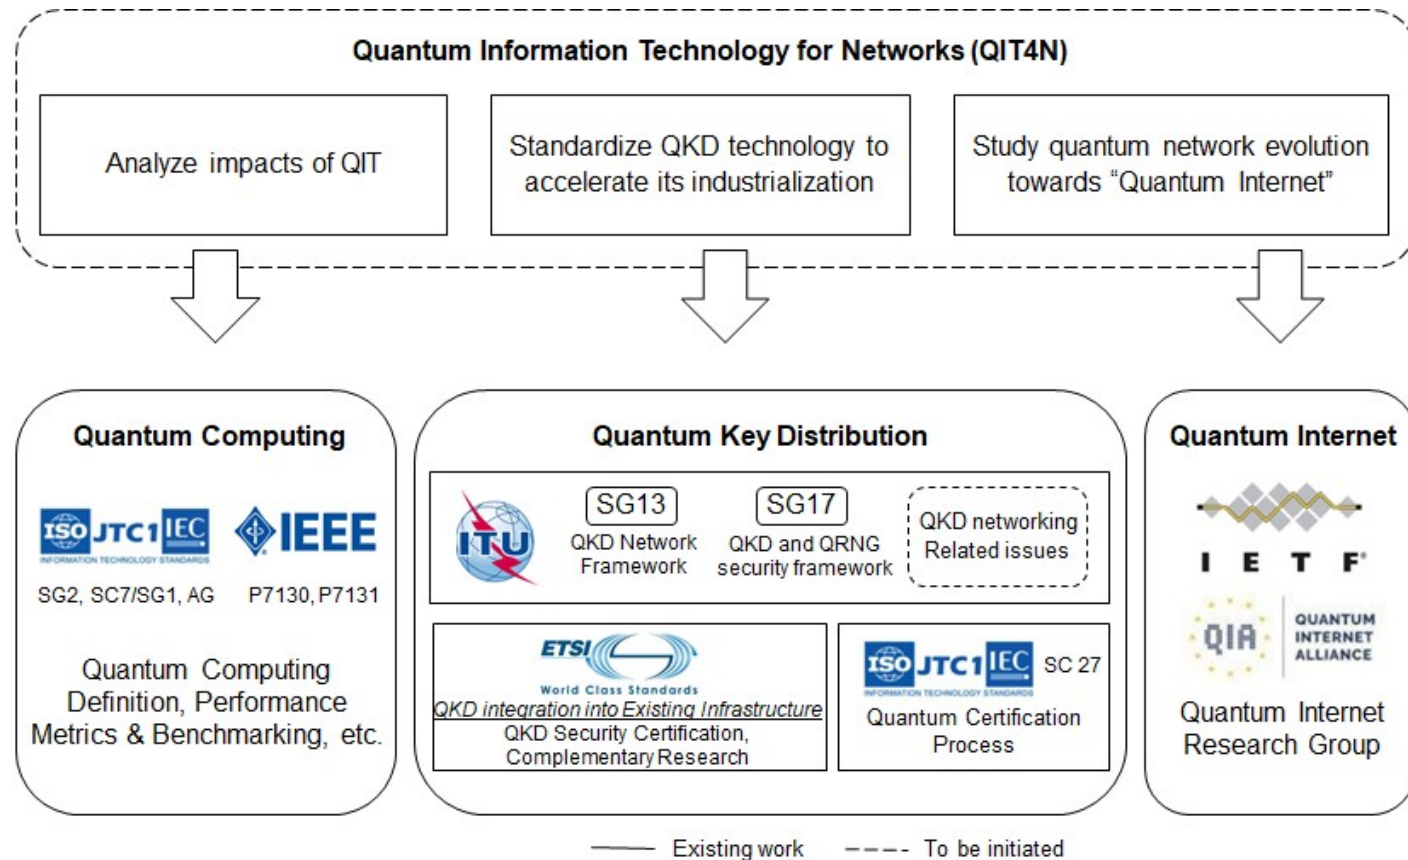 Quantum Information Technology for Networks (QIT4N)
Analyze impacts of QIT
Standardize QKD technology to
accelerate its industrialization
Study quantum network evolution
towards “Quantum Internet”
Quantum Computing
ISO JTC1 IEC
INFORMATION TECHNOLOGY STANDARDS
IEEE
SG2, SC7/SG1, AG
P7130, P7131
Quantum Computing
Definition, Performance
Metrics & Benchmarking, etc.
Quantum Key Distribution
ITU
SG13
QKD Network
Framework
SG17
QKD and QRNG
security framework
QKD networking
Related issues
ETSI
World Class Standards
QKD integration into Existing Infrastructure
QKD Security Certification,
Complementary Research
ISO JTC1 IEC
INFORMATION TECHNOLOGY STANDARDS
SC 27
Quantum Certification
Process
Quantum Internet
I E T F®
QIA
QUANTUM
INTERNET
ALLIANCE
Quantum Internet
Research Group
Existing work
To be initiated